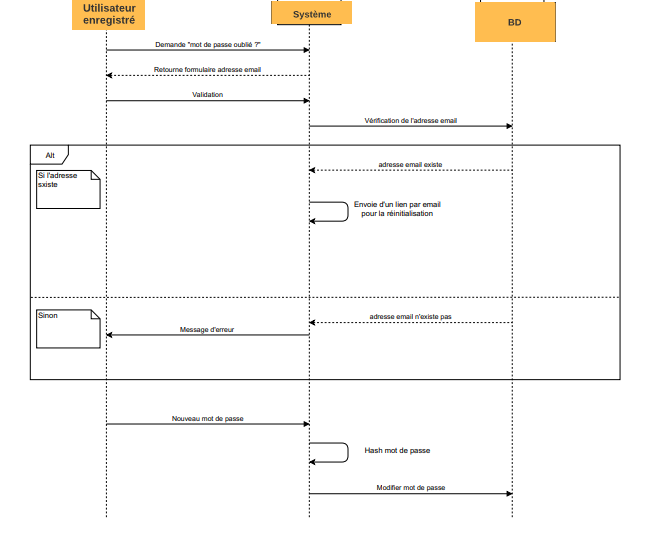 Utilisateur
enregistré
Système
BD
Demande "mot de passe oublié ?"
Retourne formulaire adresse email
Validation
Vérification de l'adresse email
Alt
Si l'adresse
sxiste
adresse email existe
Envoie d'un lien par email
pour la réinitialisation
Sinon
adresse email n'existe pas
Message d'erreur
Nouveau mot de passe
Hash mot de passe
Modifier mot de passe